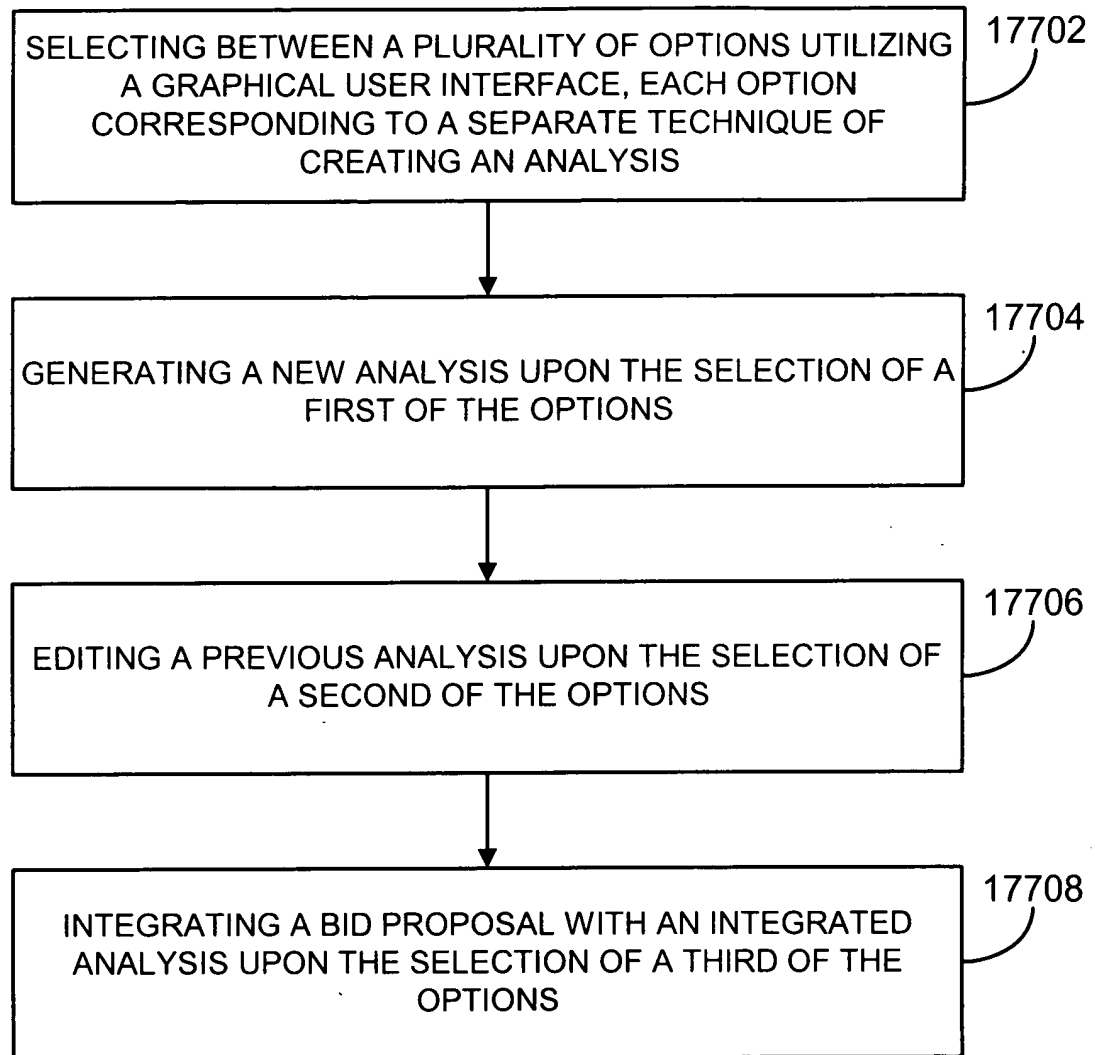 SELECTING BETWEEN A PLURALITY OF OPTIONS UTILIZING
A GRAPHICAL USER INTERFACE, EACH OPTION
CORRESPONDING TO A SEPARATE TECHNIQUE OF
CREATING AN ANALYSIS
17702
GENERATING A NEW ANALYSIS UPON THE SELECTION OF A
FIRST OF THE OPTIONS
17704
EDITING A PREVIOUS ANALYSIS UPON THE SELECTION OF
A SECOND OF THE OPTIONS
17706
INTEGRATING A BID PROPOSAL WITH AN INTEGRATED
ANALYSIS UPON THE SELECTION OF A THIRD OF THE
OPTIONS
17708